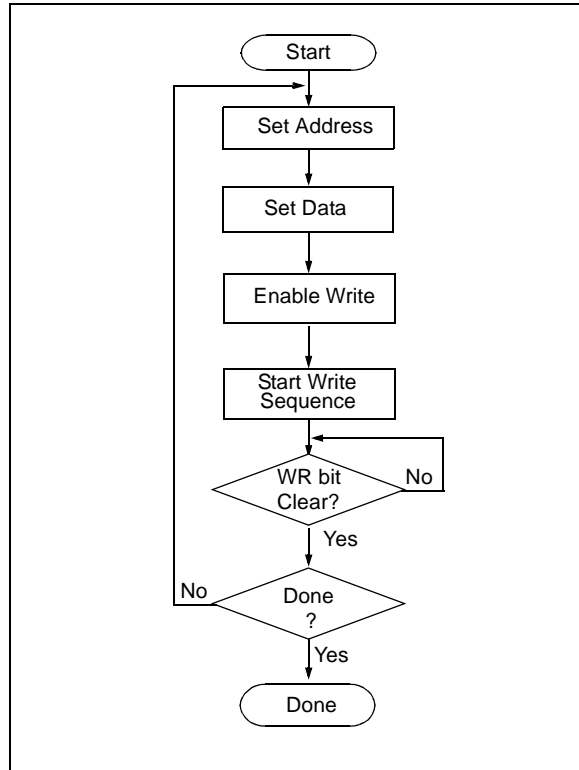 Start
Set Address
Set Data
Enable Write
Start Write
Sequence
WR bit
Clear?
No
Yes
No
Done
?
Yes
Done